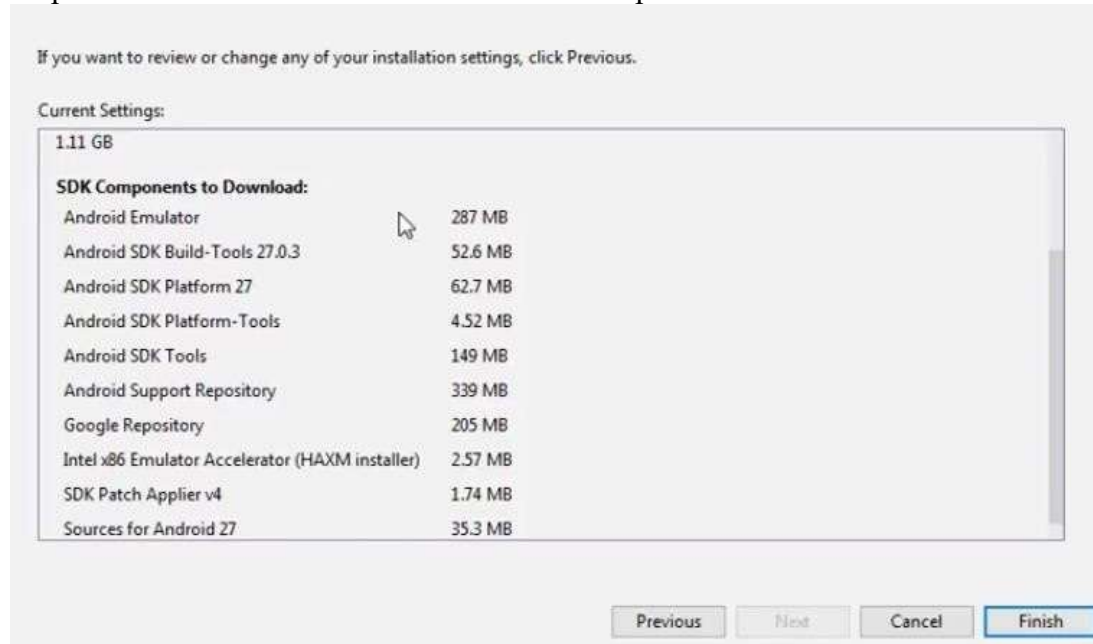 If you want to review or change any of your installation settings, click Previous.
Current Settings:
1.11 GB
SDK Components to Download:
Android Emulator 287 MB
Android SDK Build-Tools 27.0.3 52.6 MB
Android SDK Platform 27 62.7 MB
Android SDK Platform-Tools 4.52 MB
Android SDK Tools 149 MB
Android Support Repository 339 MB
Google Repository 205 MB
Intel x86 Emulator Accelerator (HAXM installer) 2.57 MB
SDK Patch Applier v4 1.74 MB
Sources for Android 27 35.3 MB
Previous Next Cancel Finish